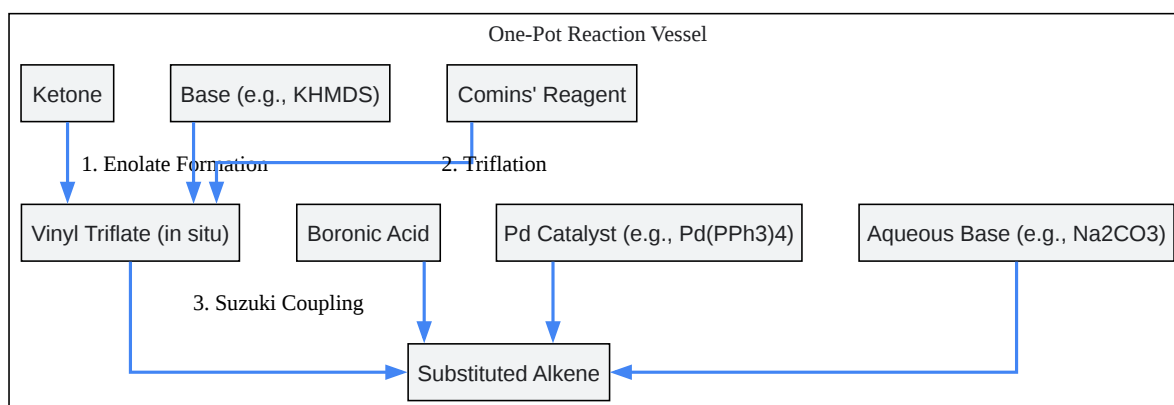 One-Pot Reaction Vessel
Ketone
Base (e.g., KHMDS)
Comins' Reagent
1. Enolate Formation
2. Triflation
Vinyl Triflate (in situ)
Boronic Acid
Pd Catalyst (e.g., Pd(PPh3)4)
Aqueous Base (e.g., Na2CO3)
3. Suzuki Coupling
Substituted Alkene